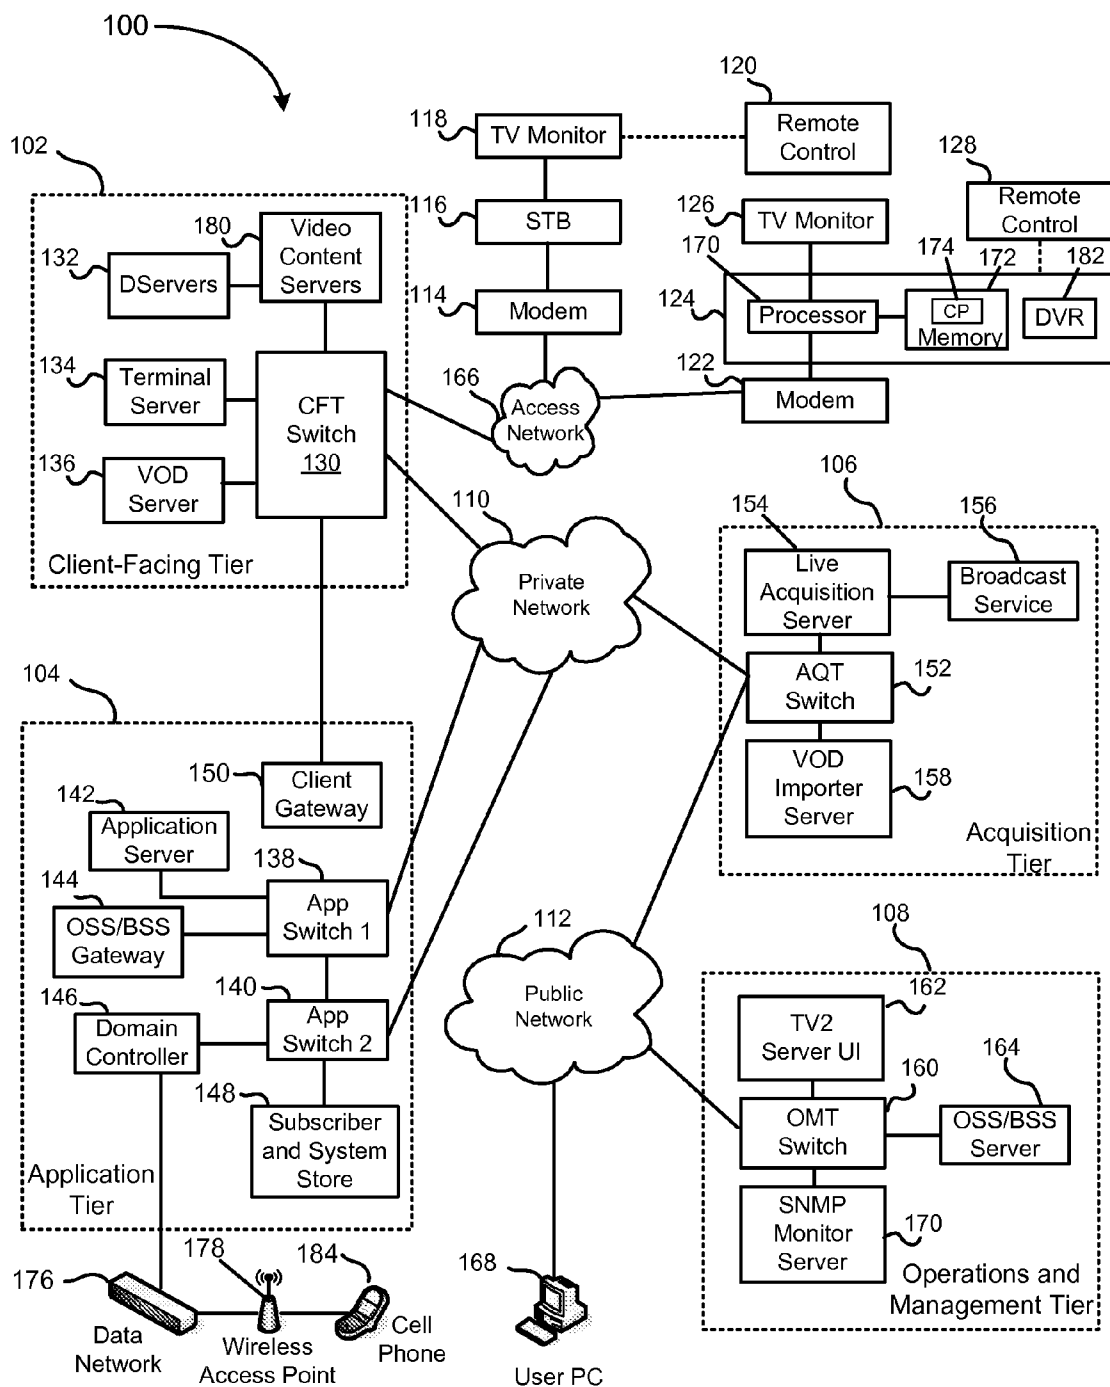 100
120
118
TV Monitor
Remote
Control
102
128
Remote
Control
116
STB
126
TV Monitor
180
Video
Content
Servers
132
DServers
170
174
172
182
114
Modem
124
Processor
CP
Memory
DVR
134
Terminal
Server
CFT
Switch
130
166
Access
Network
122
Modem
136
VOD
Server
110
106
154
156
Client-Facing Tier
Private
Network
Live
Acquisition
Server
Broadcast
Service
104
AQT
Switch
152
150
Client
Gateway
VOD
Importer
Server
158
142
Application
Server
Acquisition
Tier
138
144
OSS/BSS
Gateway
App
Switch 1
112
108
146
140
Public
Network
162
Domain
Controller
App
Switch 2
TV2
Server UI
164
160
148
Subscriber
and System
Store
OMT
Switch
OSS/BSS
Server
Application
Tier
SNMP
Monitor
Server
170
178
184
176
168
Operations and
Management Tier
Data
Network
Wireless
Access Point
Cell
Phone
User PC